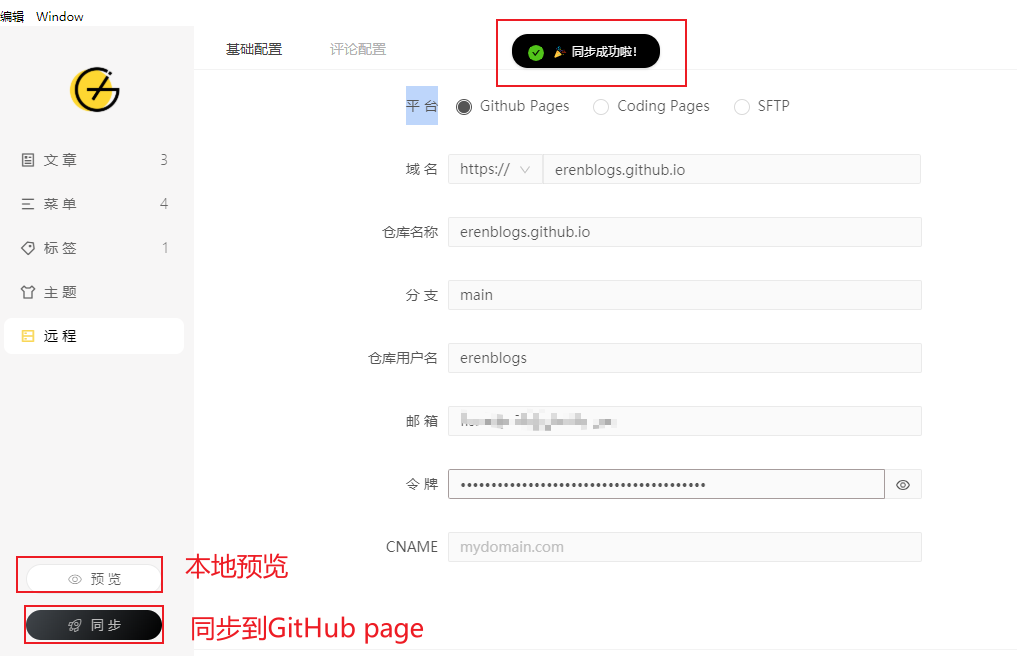 编辑 Window
基础配置 评论配置
同步成功啦!
平台 Github Pages Coding Pages SFTP
文章 3
域名 https:// erenblogs.github.io
菜单 4
仓库名称 erenblogs.github.io
标签 1
主题
分支 main
远程
仓库用户名 erenblogs
邮箱
令牌 ••••••••••••••••••••••••••••••••••••••••
CNAME mydomain.com
预览 本地预览
同步 同步到GitHub page